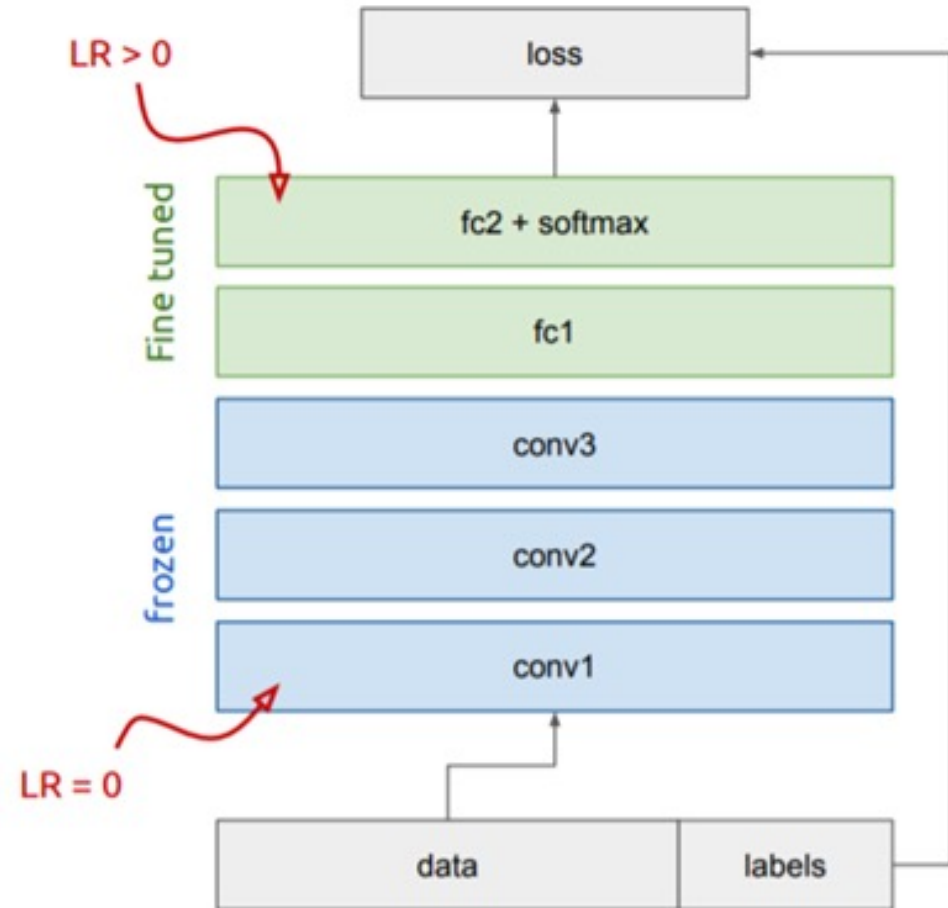 LR > 0
loss
Fine tuned
fc2 + softmax
fc1
conv3
frozen
conv2
conv1
LR = 0
data
labels